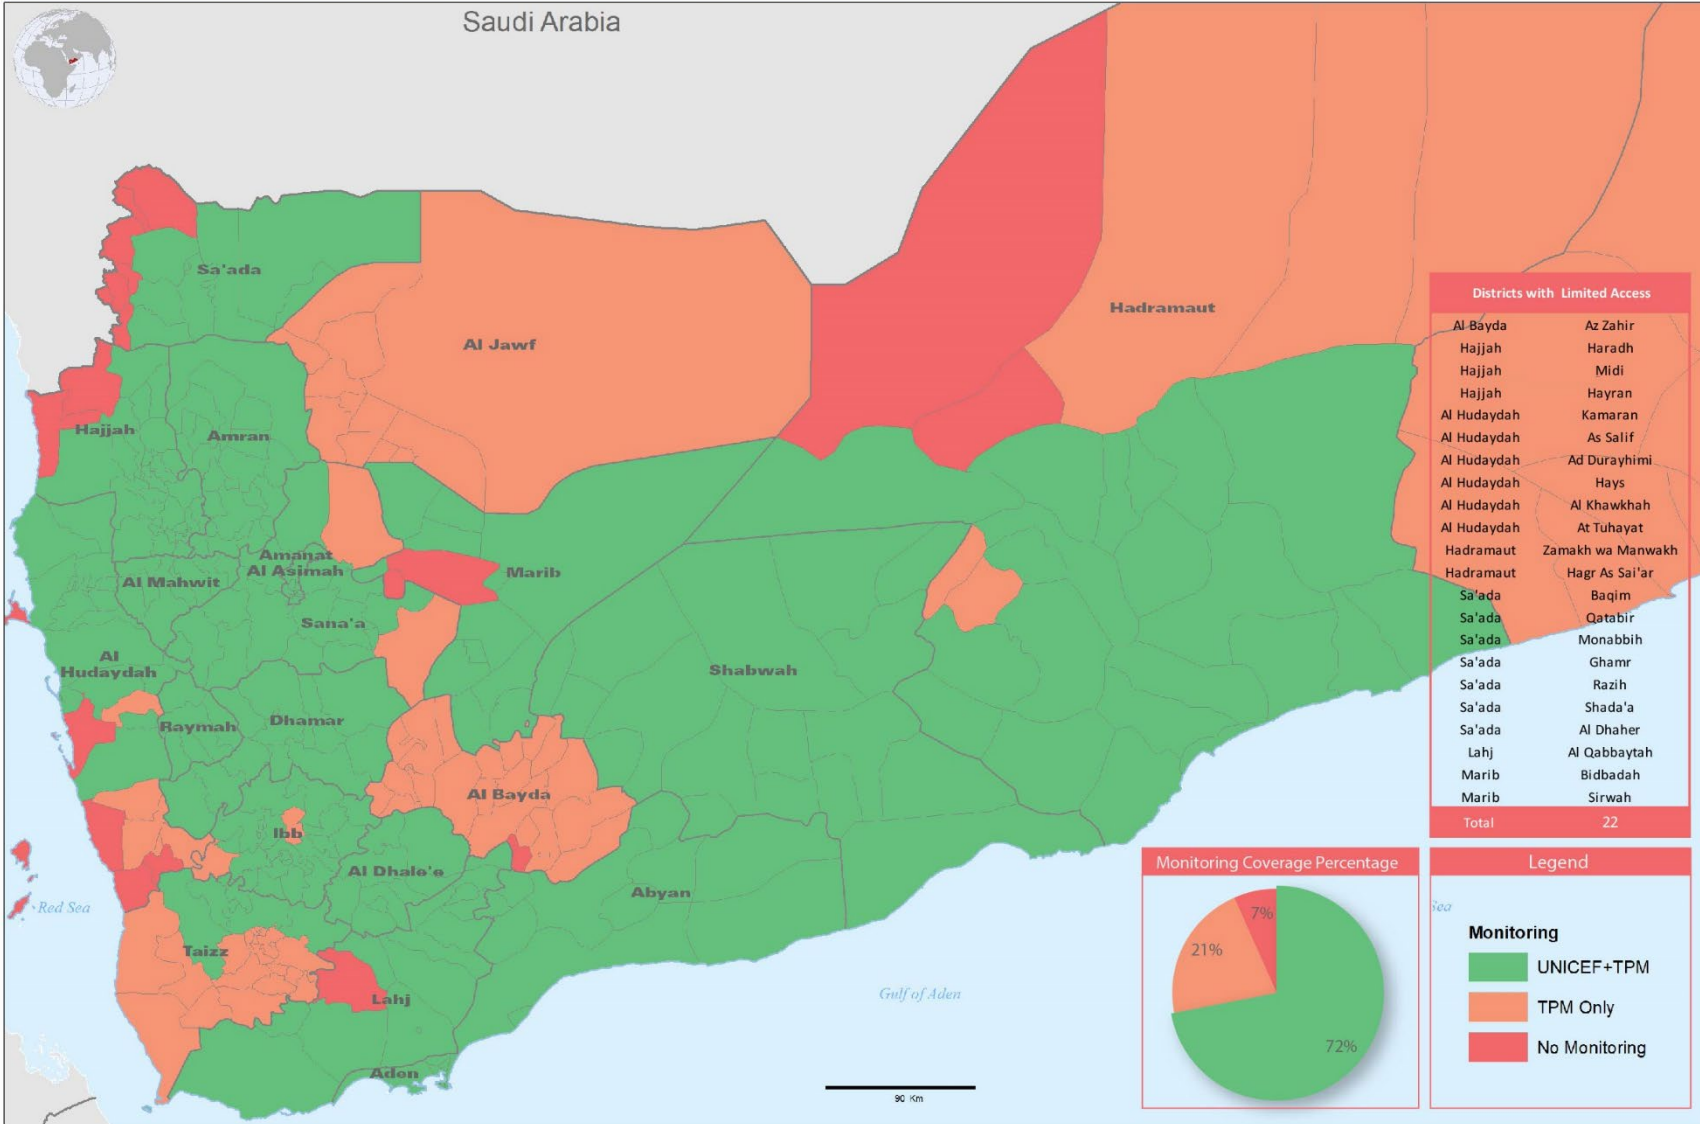 Saudi Arabia
Sa'ada
Al Jawf
Hadramaut
Hajjah
Amran
Amanat
Al Asimah
Al Mahwit
Marib
Sana'a
Al
Hudaydah
Shabwah
Raymah
Dhamar
Al Bayda
Ibb
Al Dhale'e
Abyan
Red Sea
Taizz
Lahj
Aden
Gulf of Aden
90 Km
Districts with Limited Access
Al Bayda Az Zahir
Hajjah Haradh
Hajjah Midi
Hajjah Hayran
Al Hudaydah Kamaran
Al Hudaydah As Salif
Al Hudaydah Ad Durayhimi
Al Hudaydah Hays
Al Hudaydah Al Khawkhah
Al Hudaydah At Tuhayat
Hadramaut Zamakh wa Manwakh
Hadramaut Hagr As Sai'ar
Sa'ada Baqim
Sa'ada Qatabir
Sa'ada Monabbih
Sa'ada Ghamr
Sa'ada Razih
Sa'ada Shada'a
Sa'ada Al Dhaher
Lahj Al Qabbaytah
Marib Bidbadah
Marib Sirwah
Total 22
Monitoring Coverage Percentage
7%
21%
72%
Legend
Sea
Monitoring
UNICEF+TPM
TPM Only
No Monitoring